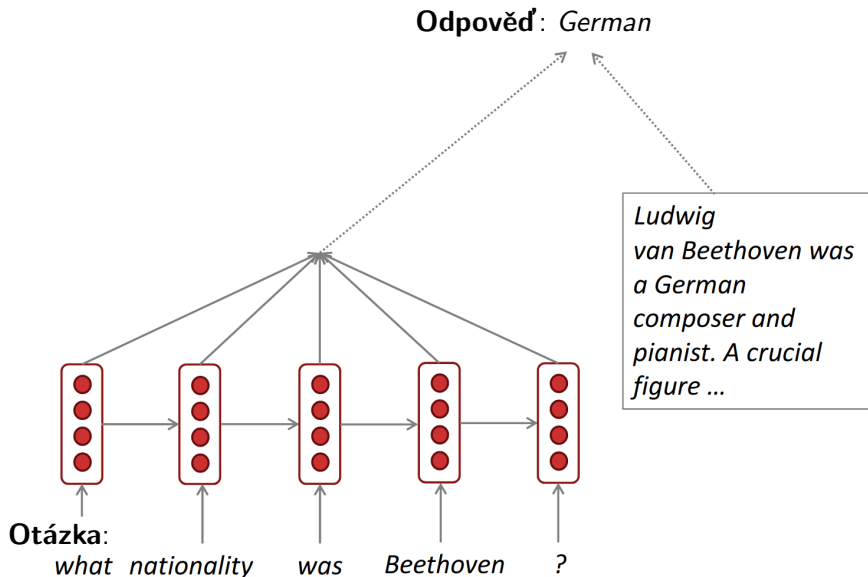 Odpověď: German
Ludwig
van Beethoven was
a German
composer and
pianist. A crucial
figure ...
Otázka:
what nationality was Beethoven ?